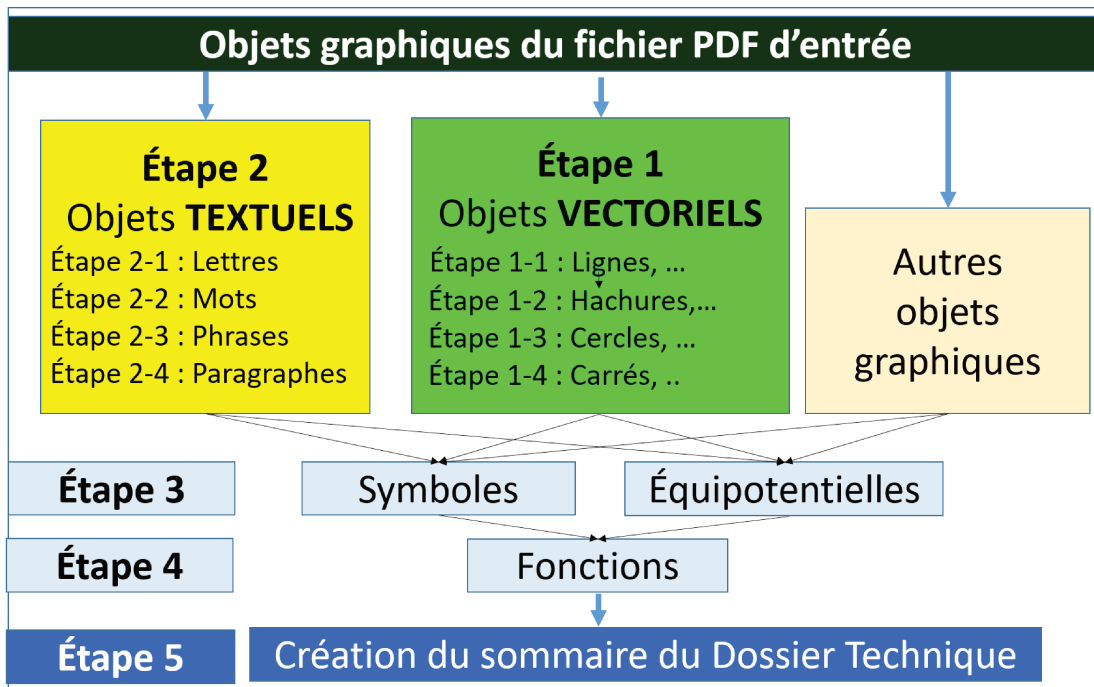 Objets graphiques du fichier PDF d’entrée
Étape 2
Objets TEXTUELS
Étape 2-1 : Lettres
Étape 2-2 : Mots
Étape 2-3 : Phrases
Étape 2-4 : Paragraphes
Étape 1
Objets VECTORIELS
Étape 1-1 : Lignes, ...
Étape 1-2 : Hachures,...
Étape 1-3 : Cercles, ...
Étape 1-4 : Carrés, ..
Autres
objets
graphiques
Étape 3
Symboles
Équipotentielles
Étape 4
Fonctions
Étape 5
Création du sommaire du Dossier Technique